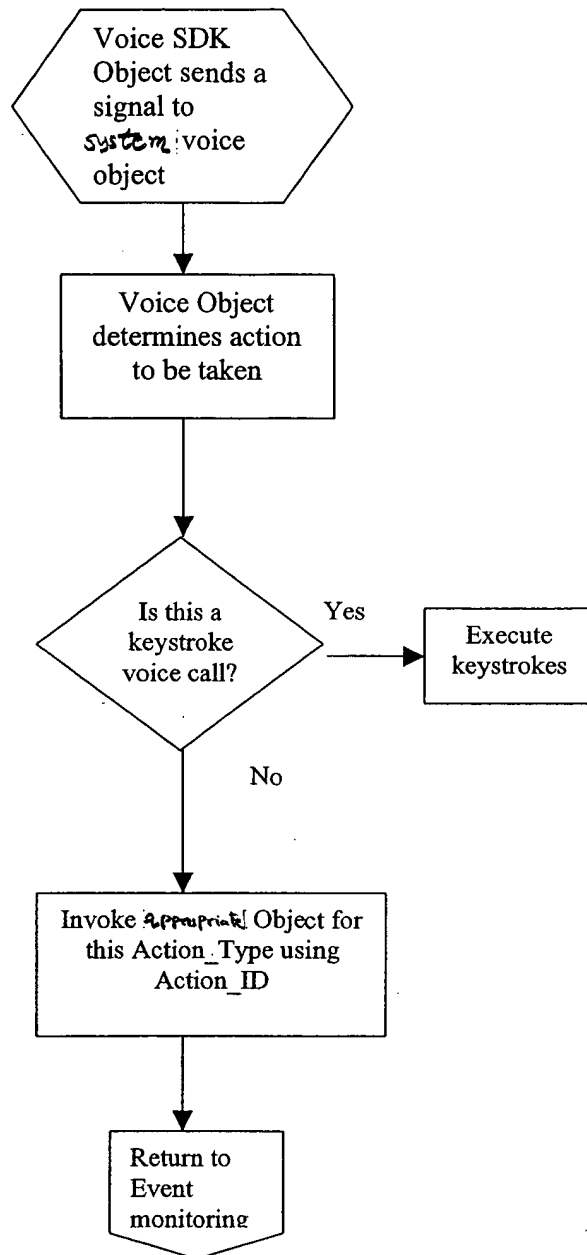 Voice SDK
Object sends a
signal to
system voice
object
Voice Object
determines action
to be taken
Is this a
keystroke
voice call?
Yes
Execute
keystrokes
No
Invoke appropriate Object for
this Action_Type using
Action_ID
Return to
Event
monitoring